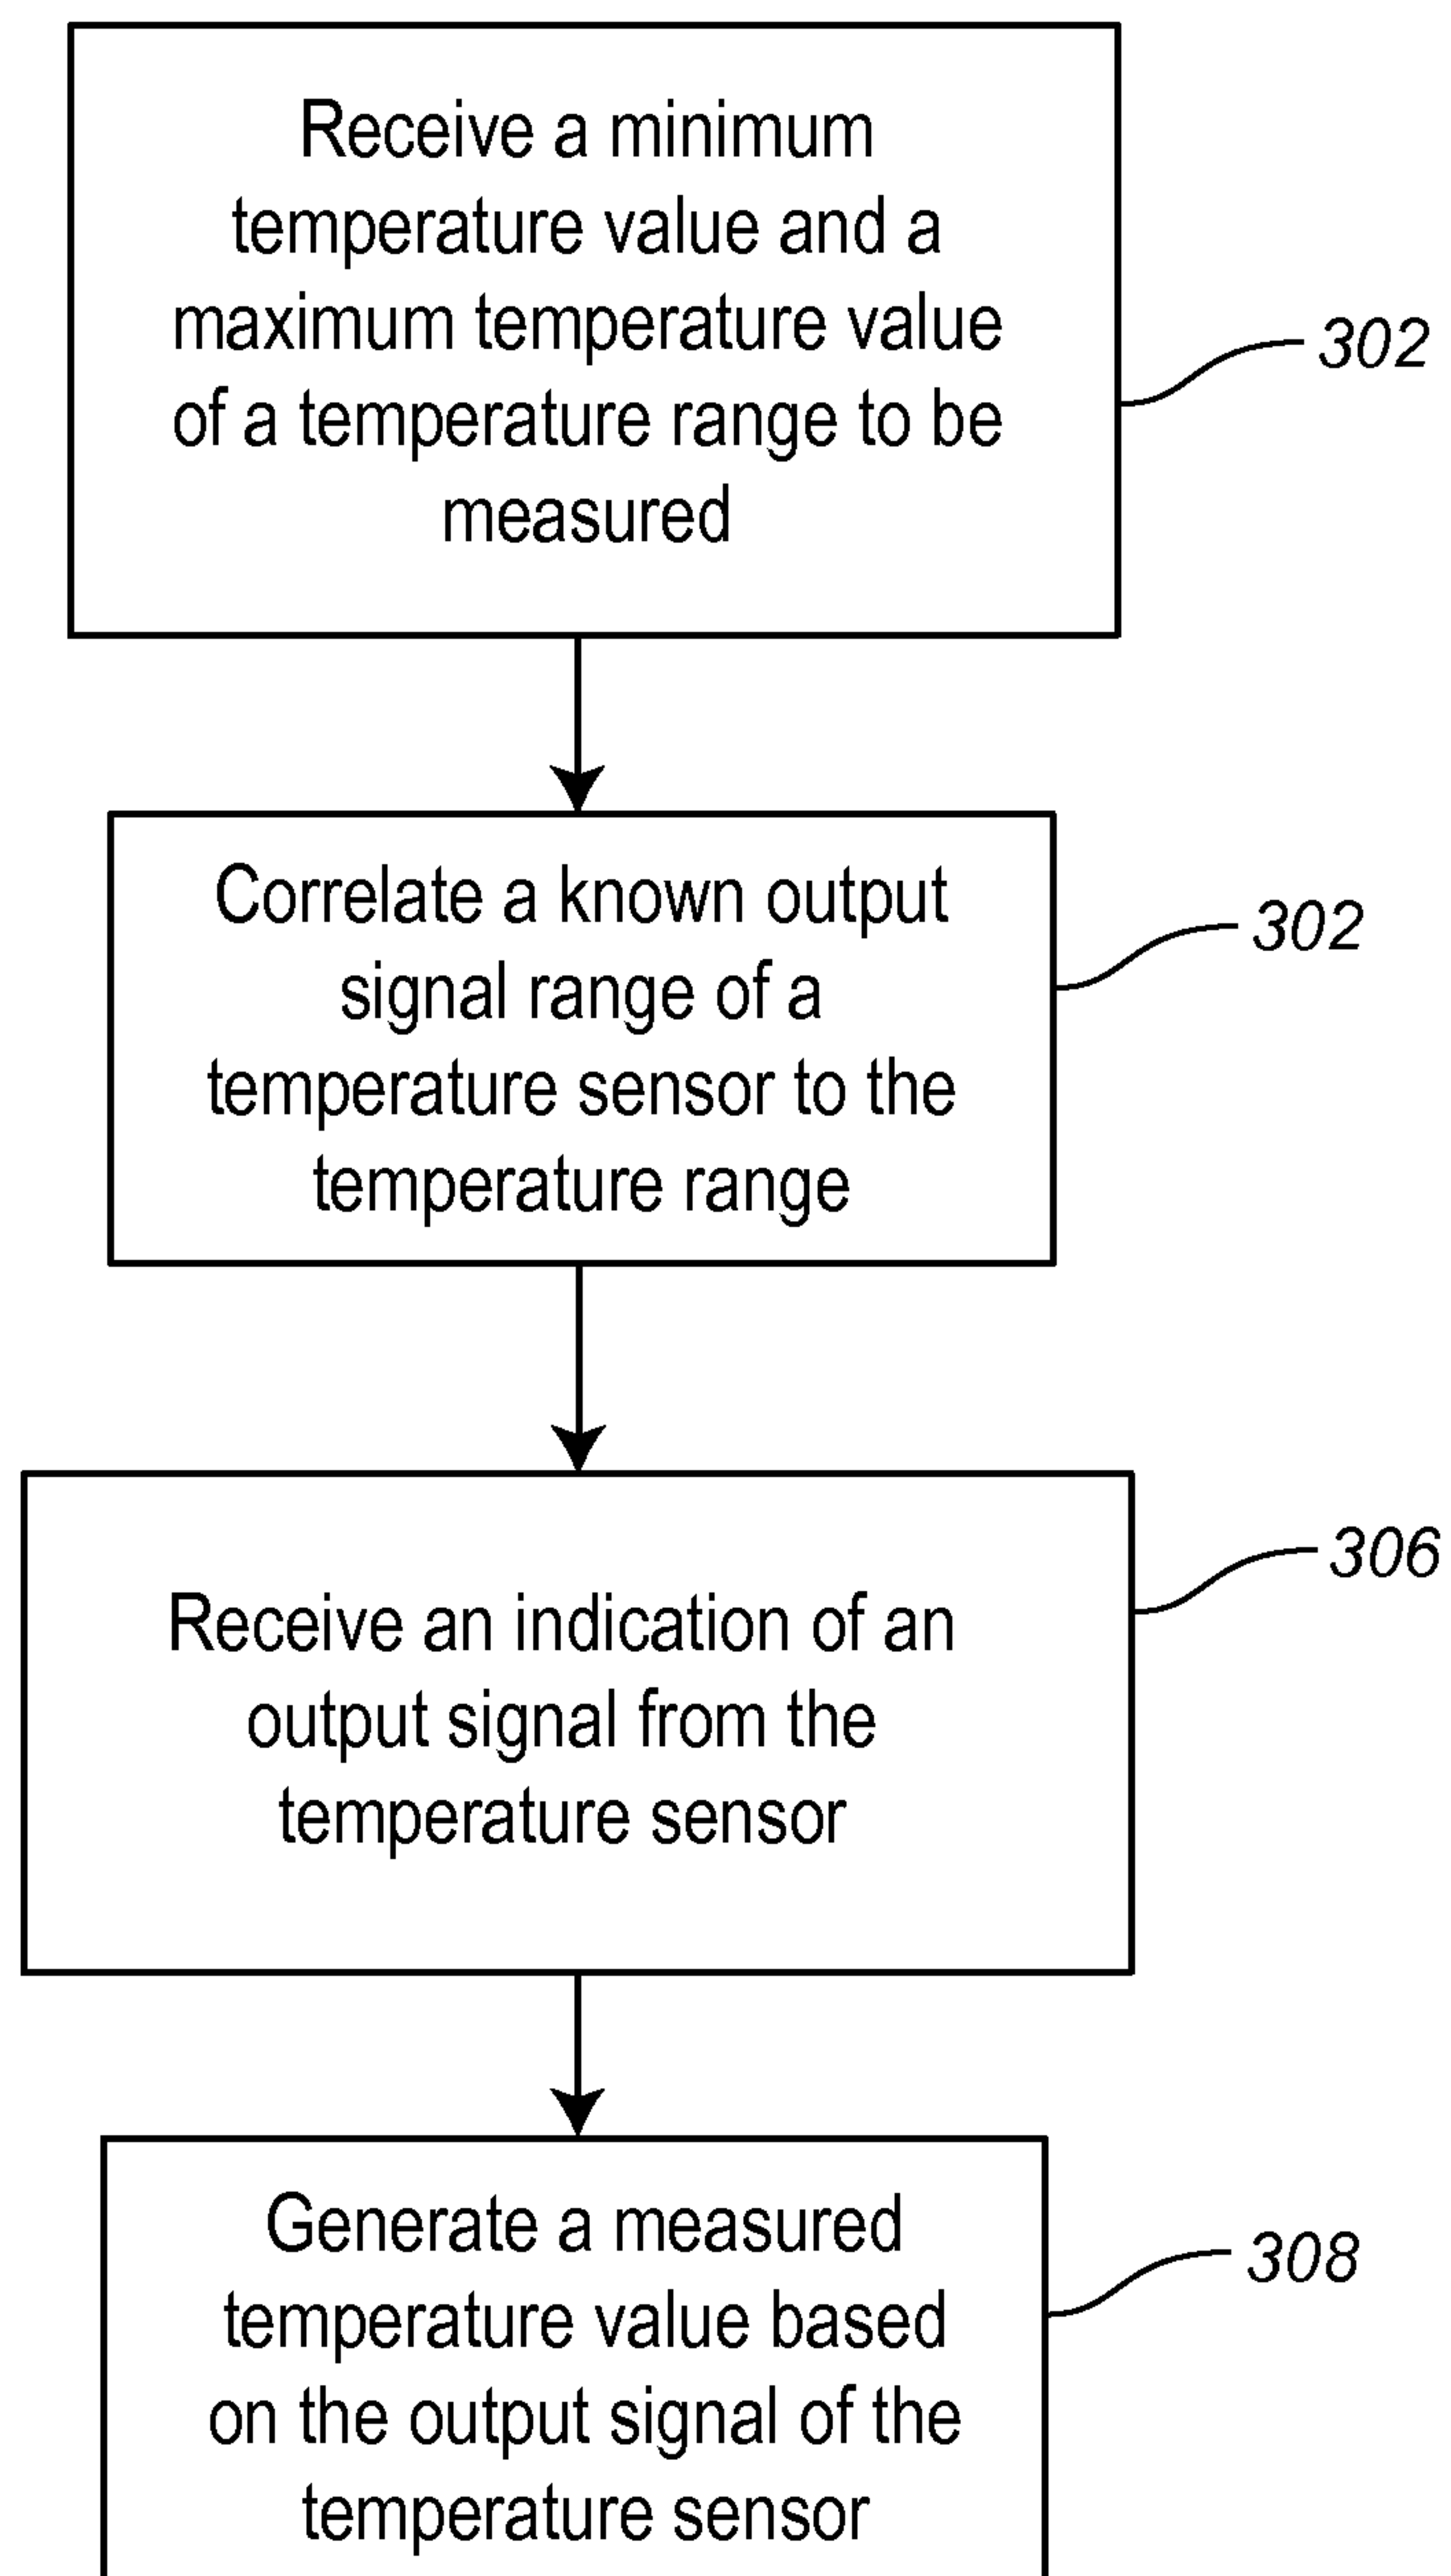 Receive a minimum
temperature value and a
maximum temperature value
of a temperature range to be
measured
302
Correlate a known output
signal range of a
temperature sensor to the
temperature range
302
Receive an indication of an
output signal from the
temperature sensor
306
Generate a measured
temperature value based
on the output signal of the
temperature sensor
308